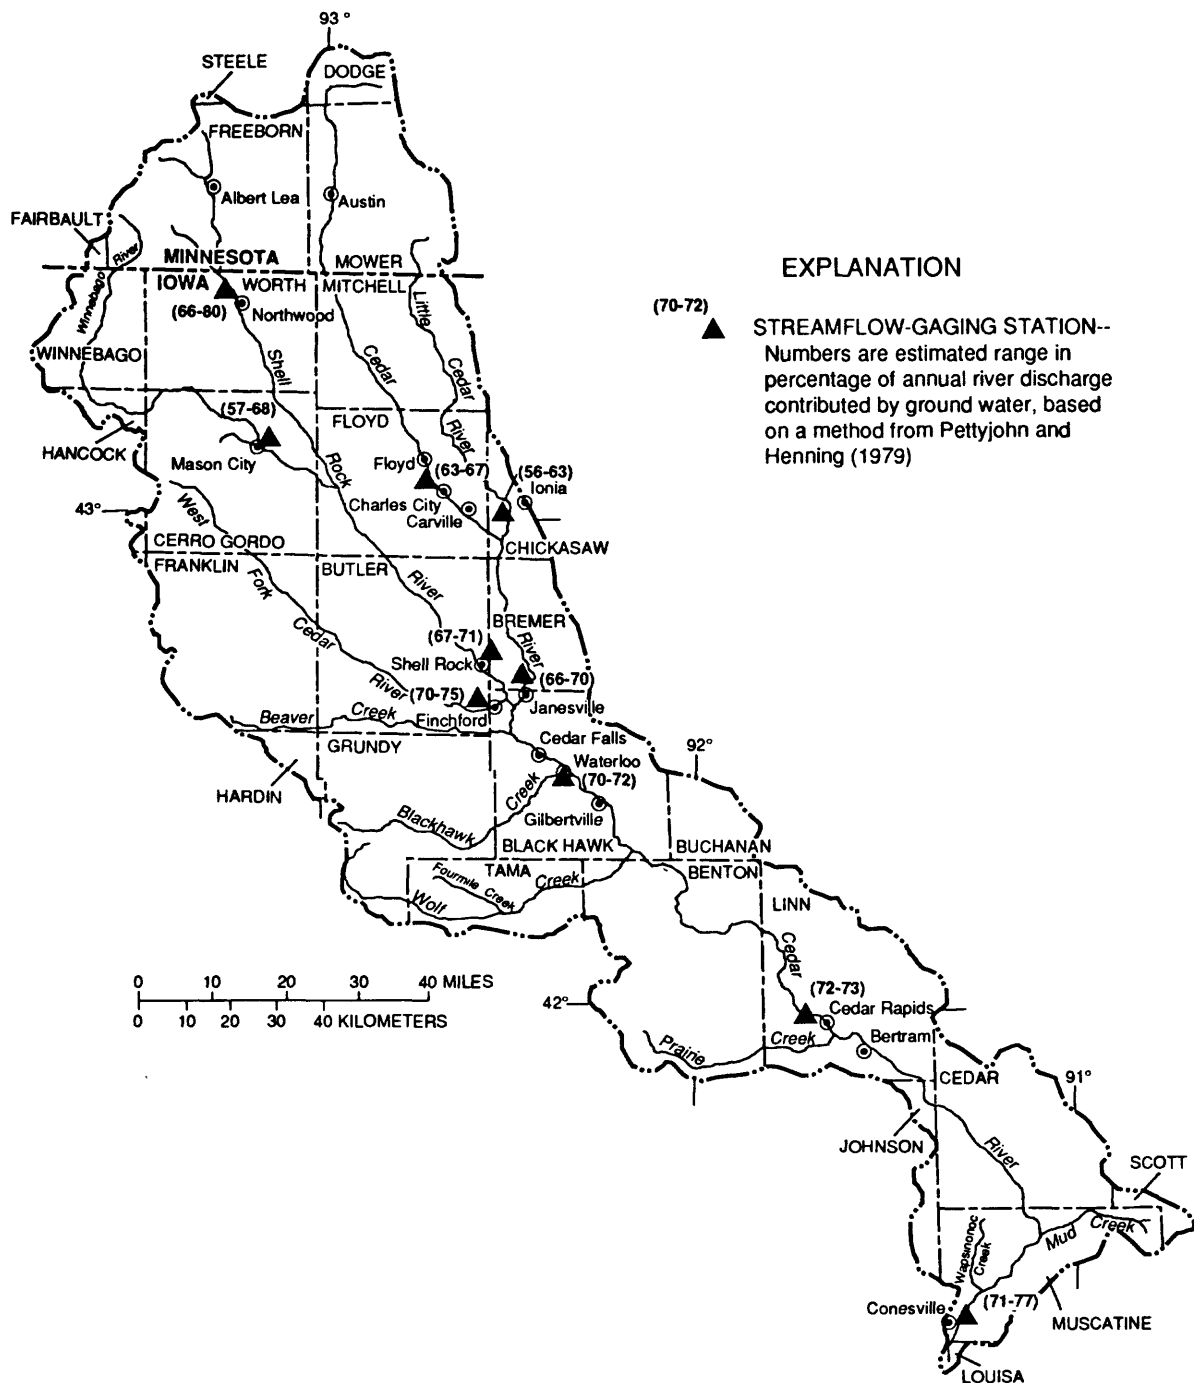 93°
STEELE
DODGE
FREEBORN
Albert Lea
Austin
FAIRBAULT
River
MINNESOTA
MOWER
IOWA
WORTH
MITCHELL
Winnebago
(66-80)
Northwood
Little
WINNEBAGO
Shell
Cedar
Cedar
(57-68)
FLOYD
River
HANCOCK
Mason City
Rock
Floyd
(63-67)
(56-63)
Ionia
43°
West
Charles City
Carville
CERRO GORDO
CHICKASAW
FRANKLIN
BUTLER
Fork
River
BREMER
Cedar
(67-71)
River
Shell Rock
(66-70)
River
(70-75)
Janesville
Beaver
Creek
Finchford
GRUNDY
Cedar Falls
92°
Waterloo
HARDIN
Creek
(70-72)
Blackhawk
Gilbertville
BLACK HAWK
BUCHANAN
TAMA
BENTON
Fourmile Creek
Creek
Wolf
LINN
Cedar
0 10 20 30 40 MILES
0 10 20 30 40 KILOMETERS
42°
(72-73)
Cedar Rapids
Prairie
Creek
Bertram
CEDAR
91°
JOHNSON
River
SCOTT
Wapsinonoc
Creek
Mud
Creek
Conesville
(71-77)
MUSCATINE
LOUISA
EXPLANATION
(70-72)
STREAMFLOW-GAGING STATION--
Numbers are estimated range in
percentage of annual river discharge
contributed by ground water, based
on a method from Pettyjohn and
Henning (1979)